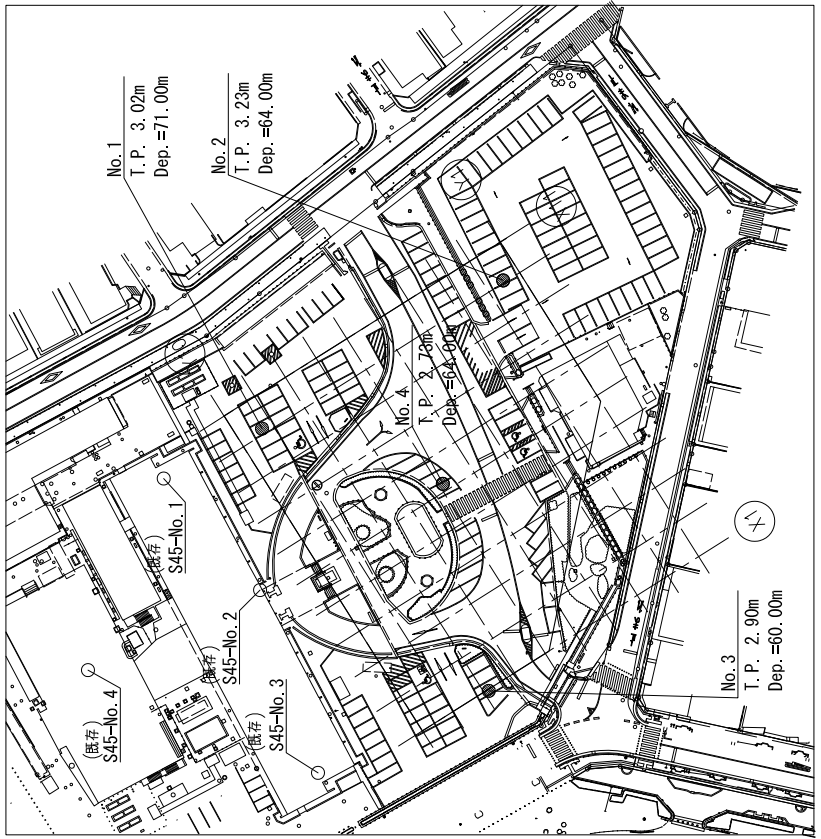 No. 1
T.P. 3.02m
Dep.=71.00m
No. 2
T.P. 3.23m
Dep.=64.00m
No. 4
T.P. 2.73m
Dep.=64.00m
No. 3
T.P. 2.90m
Dep.=60.00m
(既存)
S45-No. 1
(既存)
S45-No. 2
(既存)
S45-No. 3
(既存)
S45-No. 4